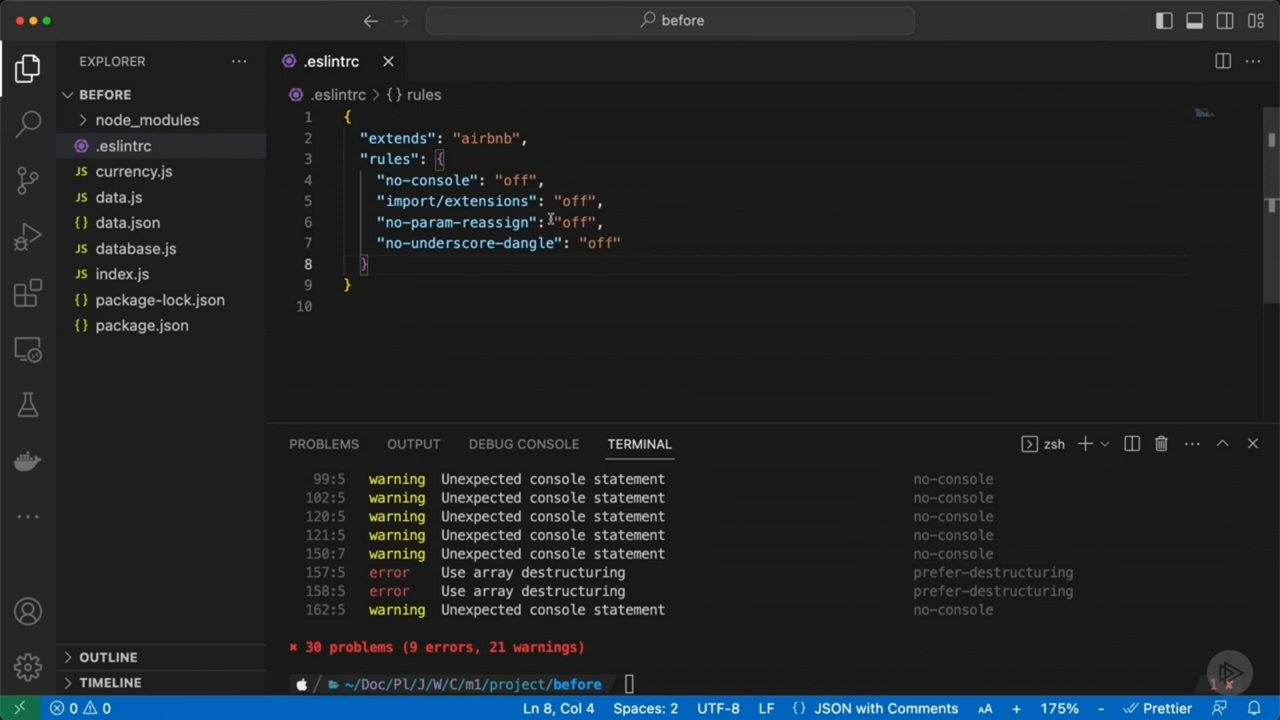 before
EXPLORER
BEFORE
node_modules
.eslintrc
JS currency.js
JS data.js
{} data.json
JS database.js
JS index.js
{} package-lock.json
{} package.json
OUTLINE
TIMELINE
.eslintrc
.eslintrc > {} rules
1 {
2 "extends": "airbnb",
3 "rules": {
4 "no-console": "off",
5 "import/extensions": "off",
6 "no-param-reassign": "off",
7 "no-underscore-dangle": "off"
8 }
9 }
10
PROBLEMS OUTPUT DEBUG CONSOLE TERMINAL zsh
99:5 warning Unexpected console statement no-console
102:5 warning Unexpected console statement no-console
120:5 warning Unexpected console statement no-console
121:5 warning Unexpected console statement no-console
150:7 warning Unexpected console statement no-console
157:5 error Use array destructuring prefer-destructuring
158:5 error Use array destructuring prefer-destructuring
162:5 warning Unexpected console statement no-console
✖ 30 problems (9 errors, 21 warnings)
~/Doc/Pl/J/W/C/m1/project/before 1 ✘
0 0 Ln 8, Col 4 Spaces: 2 UTF-8 LF {} JSON with Comments AA + 175% - Prettier